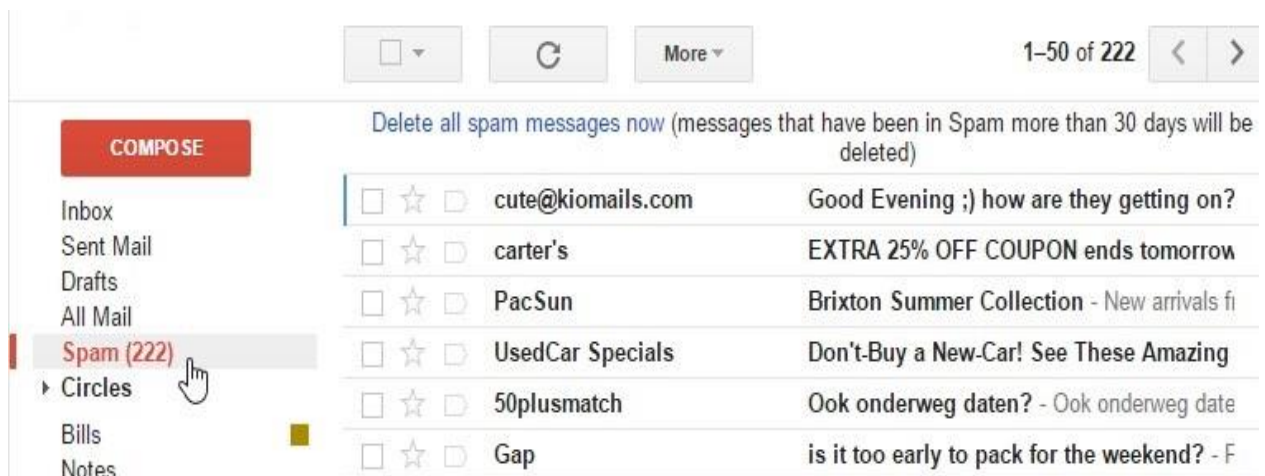 More
1–50 of 222
COMPOSE
Inbox
Sent Mail
Drafts
All Mail
Spam (222)
Circles
Bills
Notes
Delete all spam messages now (messages that have been in Spam more than 30 days will be
deleted)
cute@kiomails.com Good Evening ;) how are they getting on?
carter's EXTRA 25% OFF COUPON ends tomorrow
PacSun Brixton Summer Collection - New arrivals
UsedCar Specials Don't-Buy a New-Car! See These Amazing
50plusmatch Ook onderweg daten? - Ook onderweg date
Gap is it too early to pack for the weekend? -